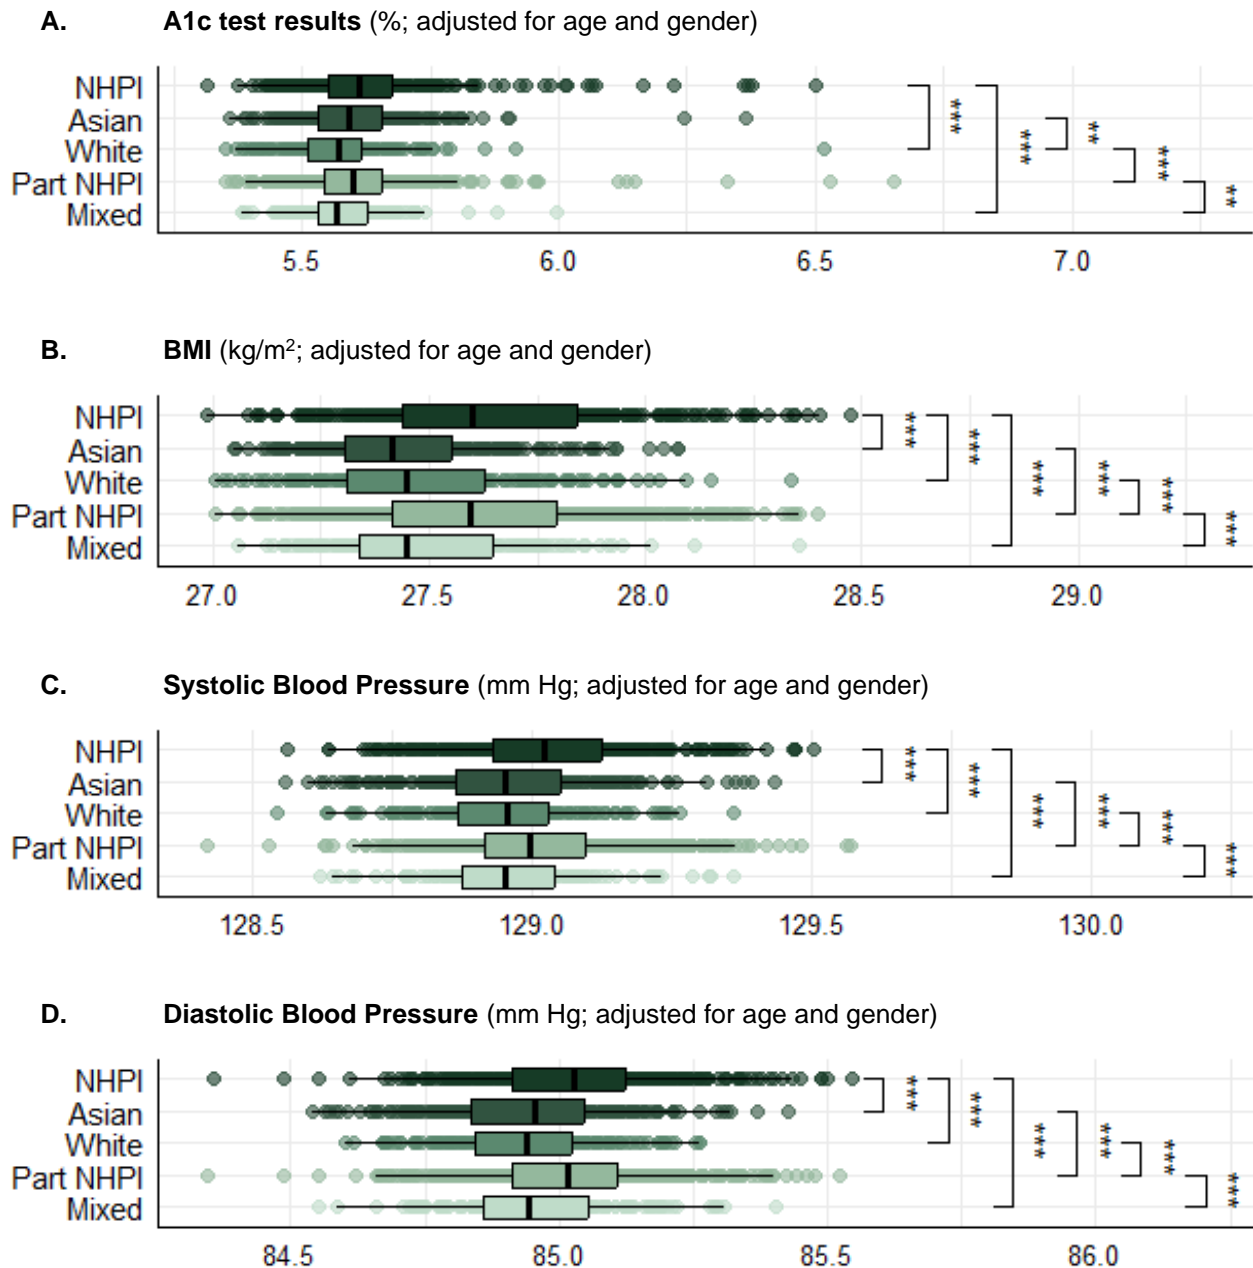 A. A1c test results (%; adjusted for age and gender)
NHPI
*** *** ** *** **
Asian
White
Part NHPI
Mixed
5.5 6.0 6.5 7.0
B. BMI (kg/m²; adjusted for age and gender)
NHPI
*** *** *** *** *** ***
Asian
White
Part NHPI
Mixed
27.0 27.5 28.0 28.5 29.0
C. Systolic Blood Pressure (mm Hg; adjusted for age and gender)
NHPI
*** *** *** *** *** ***
Asian
White
Part NHPI
Mixed
128.5 129.0 129.5 130.0
D. Diastolic Blood Pressure (mm Hg; adjusted for age and gender)
NHPI
*** *** *** *** *** ***
Asian
White
Part NHPI
Mixed
84.5 85.0 85.5 86.0